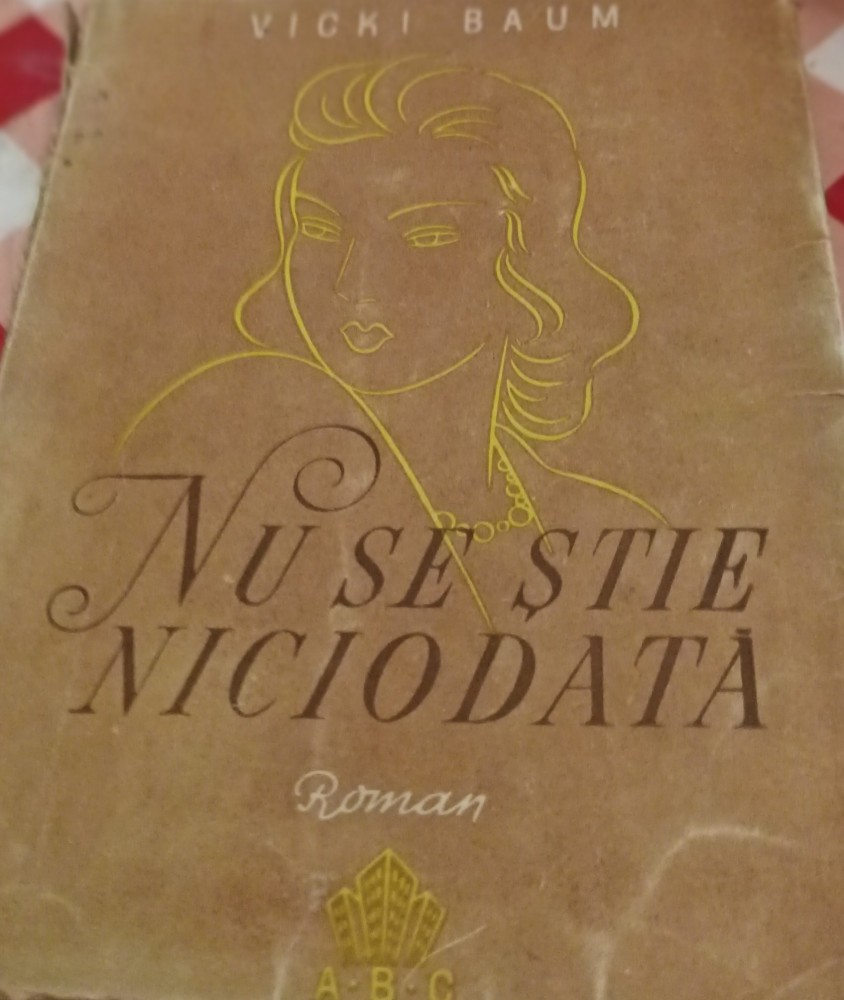 VICKI BAUM
NU SE ȘTIE
NICIODATĂ
Roman
A·B·C